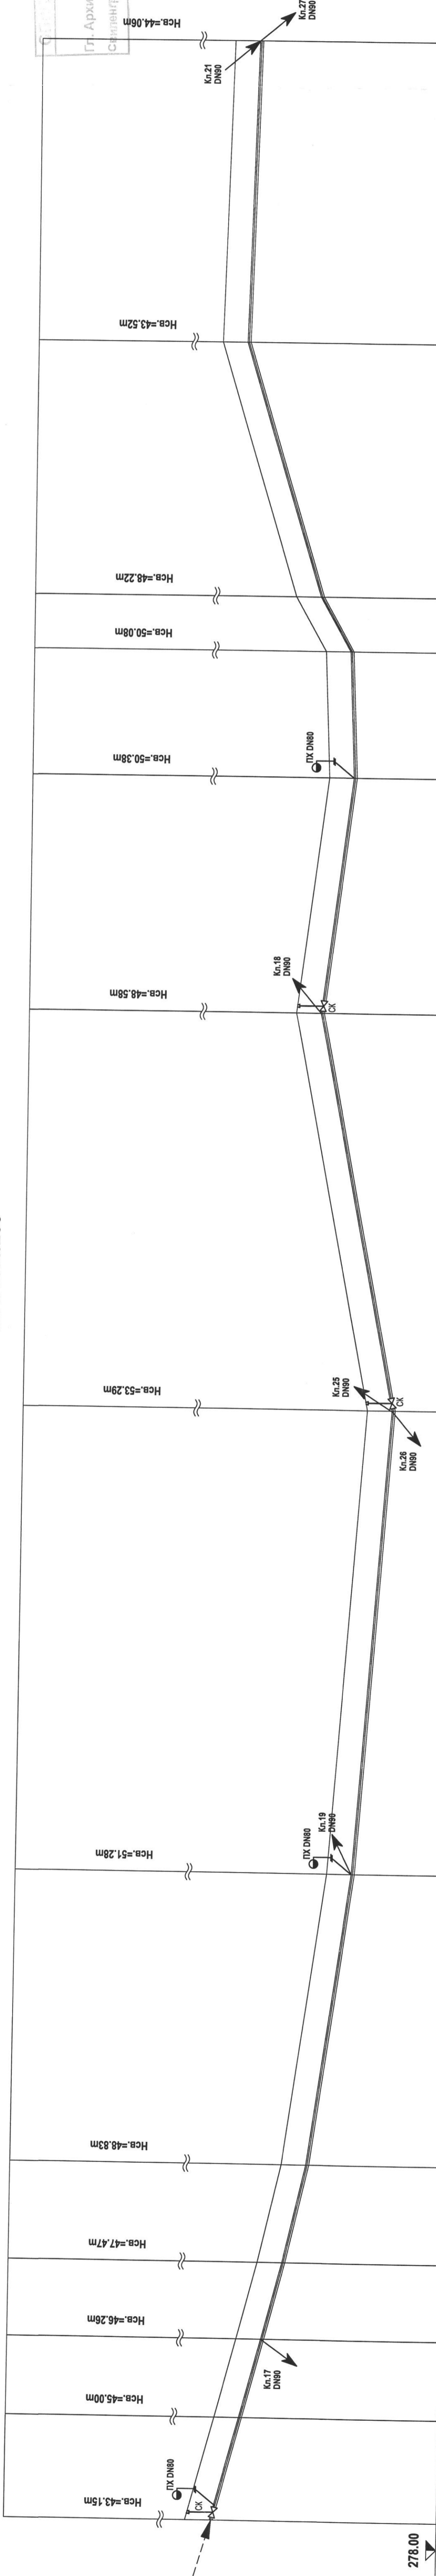 Гл. Архи
Кл.27
DN90
Нсв.=44.06m
Кл.21
DN90
Нсв.=43.52m
Нсв.=48.22m
Нсв.=50.08m
Нсв.=50.38m
ПХ DN80
Нсв.=48.58m
Кл.18
DN90
СК
Нсв.=53.29m
Кл.25
DN90
СК
Кл.26
DN90
Нсв.=51.28m
ПХ DN80
Кл.19
DN90
Нсв.=48.83m
Нсв.=47.47m
Нсв.=46.26m
Кл.17
DN90
Нсв.=45.00m
Нсв.=43.15m
ПХ DN80
СК
278.00